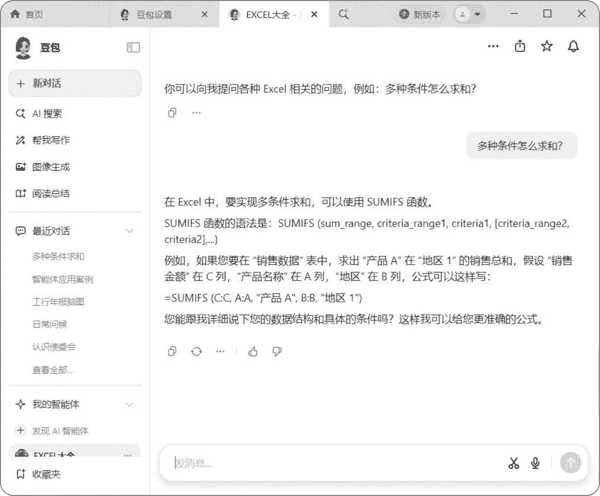 首页
豆包设置
EXCEL大全 -
新版本
豆包
新对话
AI 搜索
帮我写作
图像生成
阅读总结
最近对话
多种条件求和
智能体应用案例
工行年报脑图
日常问候
认识使委会
查看全部...
我的智能体
发现 AI 智能体
EXCEL大全
收藏夹
你可以向我提问各种 Excel 相关的问题，例如：多种条件怎么求和？
多种条件怎么求和？
在 Excel 中，要实现多条件求和，可以使用 SUMIFS 函数。
SUMIFS 函数的语法是：SUMIFS (sum_range, criteria_range1, criteria1, [criteria_range2,
criteria2],...)
例如，如果您要在 “销售数据” 表中，求出 “产品 A” 在 “地区 1” 的销售总和，假设 “销售
金额” 在 C 列，“产品名称” 在 A 列，“地区” 在 B 列，公式可以这样写：
=SUMIFS (C:C, A:A, "产品 A", B:B, "地区 1")
您能跟我详细说下您的数据结构和具体的条件吗？这样我可以给您更准确的公式。
发消息...